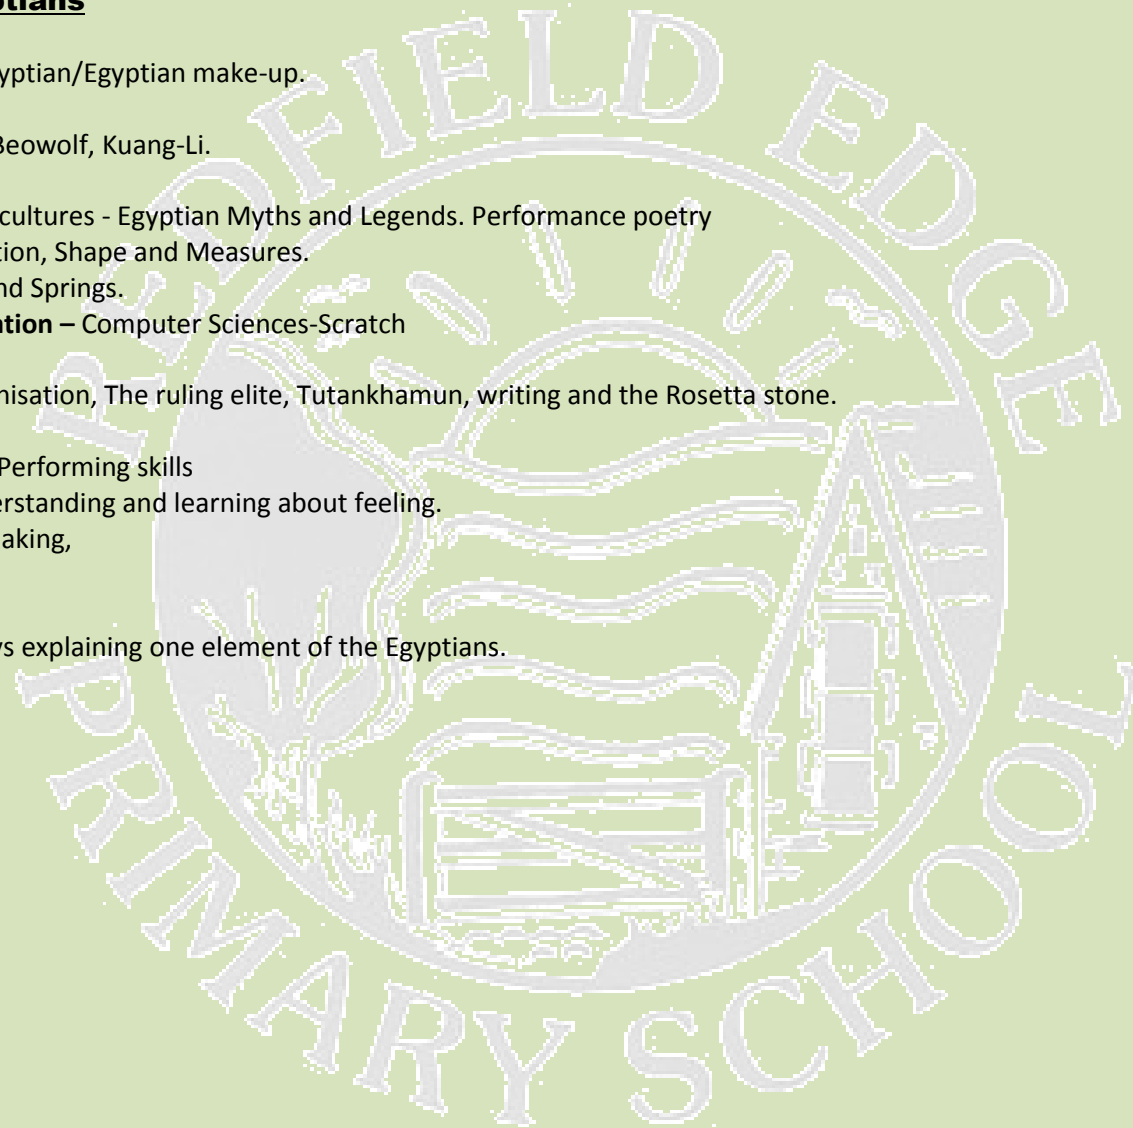 ptians
yptian/Egyptian make-up.
Beowolf, Kuang-Li.
cultures - Egyptian Myths and Legends. Performance poetry
tion, Shape and Measures.
nd Springs.
ation – Computer Sciences-Scratch
nisation, The ruling elite, Tutankhamun, writing and the Rosetta stone.
Performing skills
erstanding and learning about feeling.
aking,
ys explaining one element of the Egyptians.
REDFIELD EDGE
PRIMARY SCHOOL